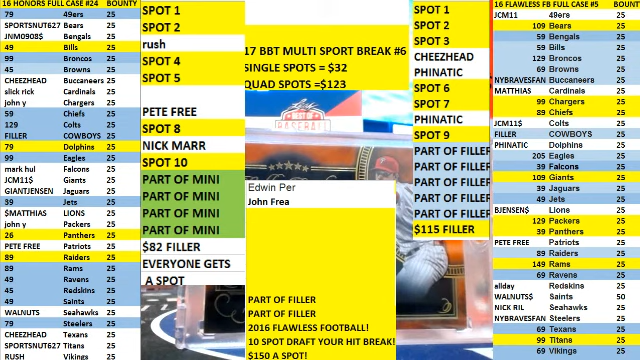 16 HONORS FULL CASE #24 BOUNTY
79 49ers 25
SPORTSNUT627 Bears 25
JNM0908$ Bengals 25
49 Bills 25
99 Broncos 25
45 Browns 25
CHEEZHEAD Buccaneers 25
slick rick Cardinals 25
john y Chargers 25
59 Chiefs 25
129 Colts 25
FILLER COWBOYS 25
79 Dolphins 25
99 Eagles 25
mark hul Falcons 25
JCM11$ Giants 25
GIANTJENSEN Jaguars 25
39 Jets 25
$MATTHIAS LIONS 25
john y Packers 25
26 Panthers 25
PETE FREE Patriots 25
89 Raiders 25
89 Rams 25
49 Ravens 25
45 Redskins 25
49 Saints 25
WALNUTS Seahawks 25
79 Steelers 25
CHEEZHEAD Texans 25
SPORTSNUT627 Titans 25
RUSH Vikings 25
SPOT 1
SPOT 2
rush
SPOT 4
SPOT 5
PETE FREE
SPOT 8
NICK MARR
SPOT 10
PART OF MINI
PART OF MINI
PART OF MINI
PART OF MINI
$82 FILLER
EVERYONE GETS
A SPOT
17 BBT MULTI SPORT BREAK #6
SINGLE SPOTS = $32
QUAD SPOTS =$123
Leaf
BEST OF
BASEBALL
Edwin Per
John Frea
PART OF FILLER
PART OF FILLER
2016 FLAWLESS FOOTBALL!
10 SPOT DRAFT YOUR HIT BREAK!
$150 A SPOT!
SPOT 1
SPOT 2
SPOT 3
CHEEZHEAD
PHINATIC
SPOT 6
SPOT 7
PHINATIC
SPOT 9
PART OF FILLER
PART OF FILLER
PART OF FILLER
PART OF FILLER
PART OF FILLER
$115 FILLER
16 FLAWLESS FB FULL CASE #5 BOUNT
JCM11 49ers 25
109 Bears 25
59 Bengals 25
59 Bills 25
129 Broncos 25
69 Browns 25
NYBRAVESFAN Buccaneers 25
MATTHIAS Cardinals 25
99 Chargers 25
89 Chiefs 25
JCM11$ Colts 25
FILLER COWBOYS 25
PHINATIC Dolphins 25
205 Eagles 25
39 Falcons 25
109 Giants 25
39 Jaguars 25
49 Jets 25
BJENSEN$ Lione 25
129 Packers 25
39 Panthers 25
PETE FREE Patriots 25
89 Raiders 25
149 Rams 25
69 Ravens 25
allday Redskins 25
WALNUTS$ Saints 50
NICK RIL Seahawks 25
NYBRAVESFAN Steelers 25
69 Texans 25
99 Titans 25
69 Vikings 25